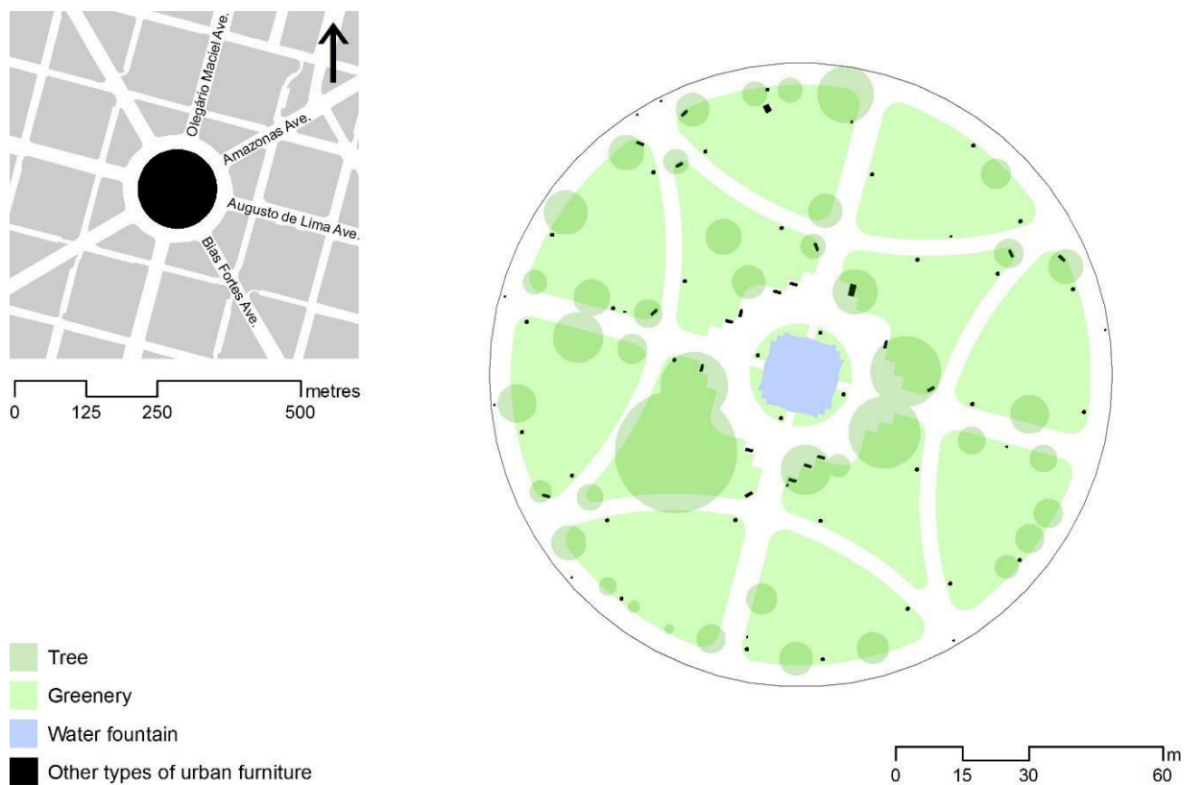 Olegário Maciel Ave.
Amazonas Ave.
Augusto de Lima Ave.
Bias Fortes Ave.
metres
0 125 250 500
Tree
Greenery
Water fountain
Other types of urban furniture
m
0 15 30 60